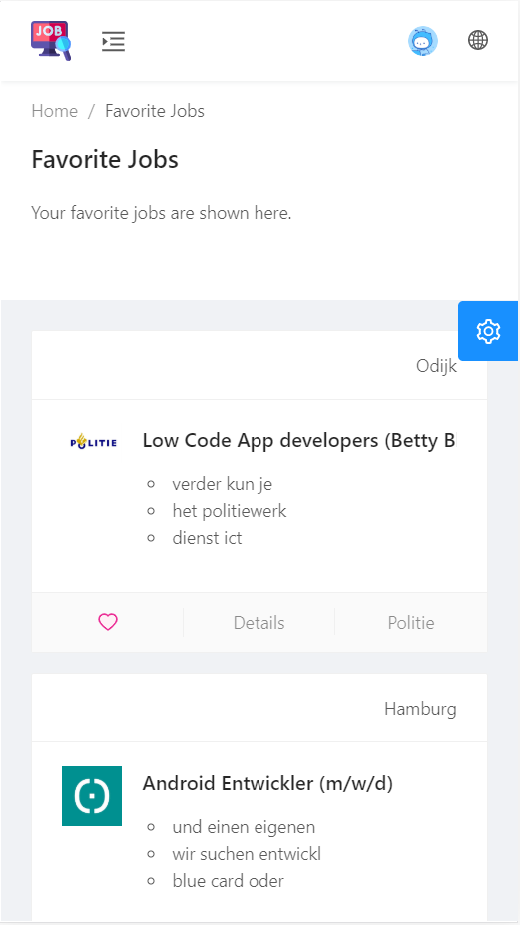 JOB
Home / Favorite Jobs
Favorite Jobs
Your favorite jobs are shown here.
Odijk
POLITIE
Low Code App developers (Betty B
verder kun je
het politiewerk
dienst ict
Details
Politie
Hamburg
Android Entwickler (m/w/d)
und einen eigenen
wir suchen entwickl
blue card oder